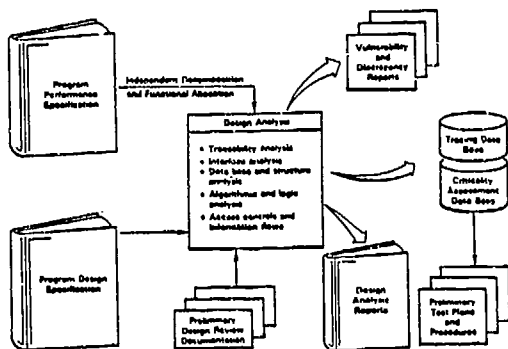 Program
Performance
Specification
Independent Decomposition
and Functional Allocation
Vulnerability
and
Discrepancy
Reports
Design Analysis
• Traceability analysis
• Interface analysis
• Data base and structure
analysis
• Algorithms and logic
analysis
• Access controls and
information flows
Tracing Data
Base
Criticality
Assessment
Data Base
Program Design
Specification
Preliminary
Design Review
Documentation
Design
Analysis
Reports
Preliminary
Test Plans
and
Procedures